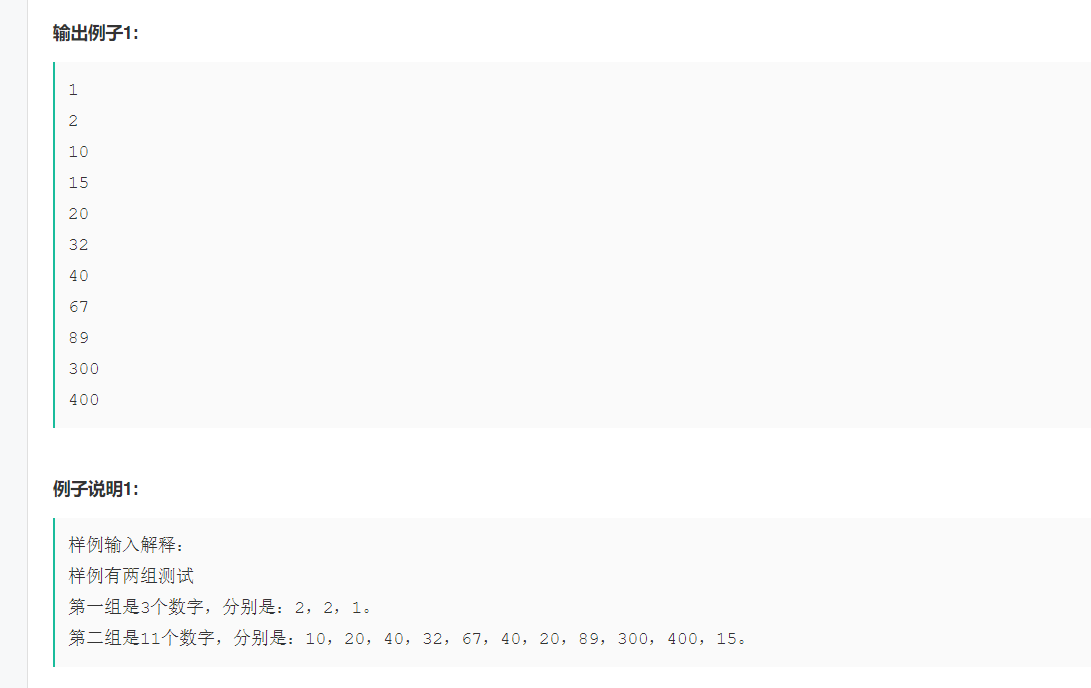 输出例子1:
1
2
10
15
20
32
40
67
89
300
400
例子说明1:
样例输入解释：
样例有两组测试
第一组是3个数字，分别是：2，2，1。
第二组是11个数字，分别是：10，20，40，32，67，40，20，89，300，400，15。